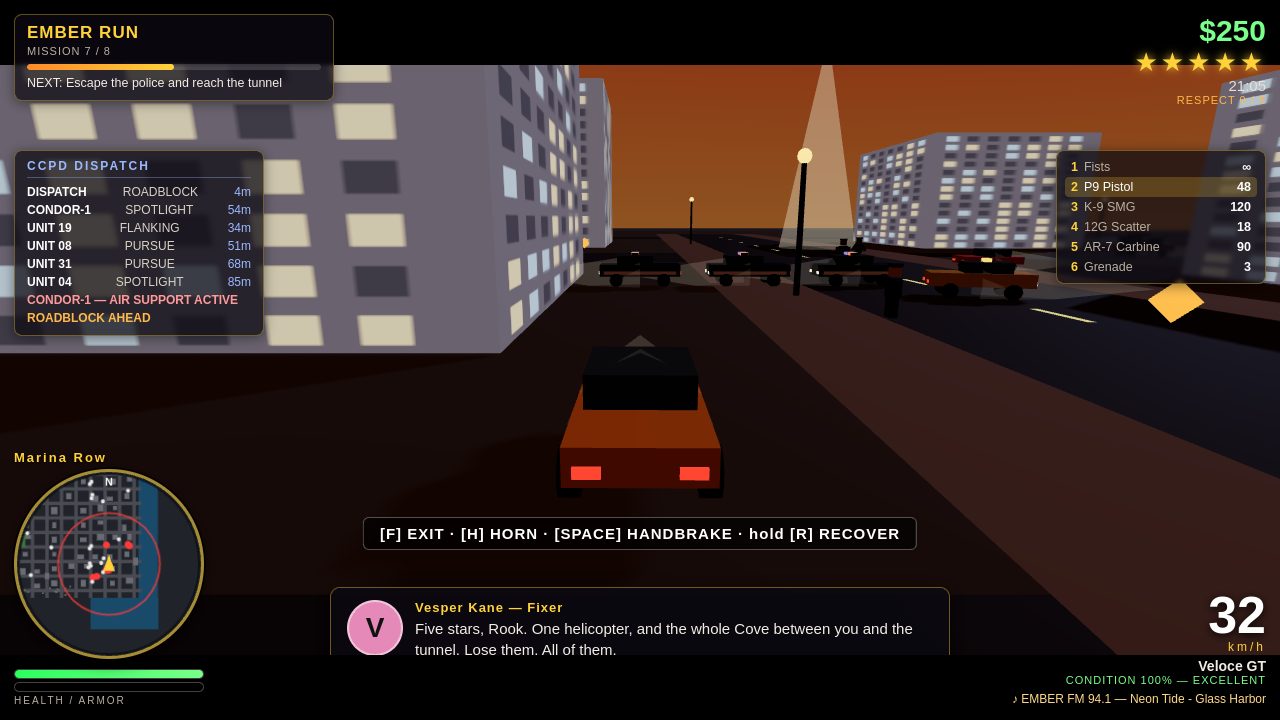 EMBER RUN
MISSION 7 / 8
NEXT: Escape the police and reach the tunnel
$250
★★★★★
21:05
RESPECT
CCPD DISPATCH
DISPATCH ROADBLOCK 4m
CONDOR-1 SPOTLIGHT 54m
UNIT 19 FLANKING 34m
UNIT 08 PURSUE 51m
UNIT 31 PURSUE 68m
UNIT 04 SPOTLIGHT 85m
CONDOR-1 — AIR SUPPORT ACTIVE
ROADBLOCK AHEAD
1 Fists ∞
2 P9 Pistol 48
3 K-9 SMG 120
4 12G Scatter 18
5 AR-7 Carbine 90
6 Grenade 3
Marina Row
N
[F] EXIT · [H] HORN · [SPACE] HANDBRAKE · hold [R] RECOVER
V
Vesper Kane — Fixer
Five stars, Rook. One helicopter, and the whole Cove between you and the
tunnel. Lose them. All of them.
32
km/h
Veloce GT
CONDITION 100% — EXCELLENT
♪ EMBER FM 94.1 — Neon Tide - Glass Harbor
HEALTH / ARMOR